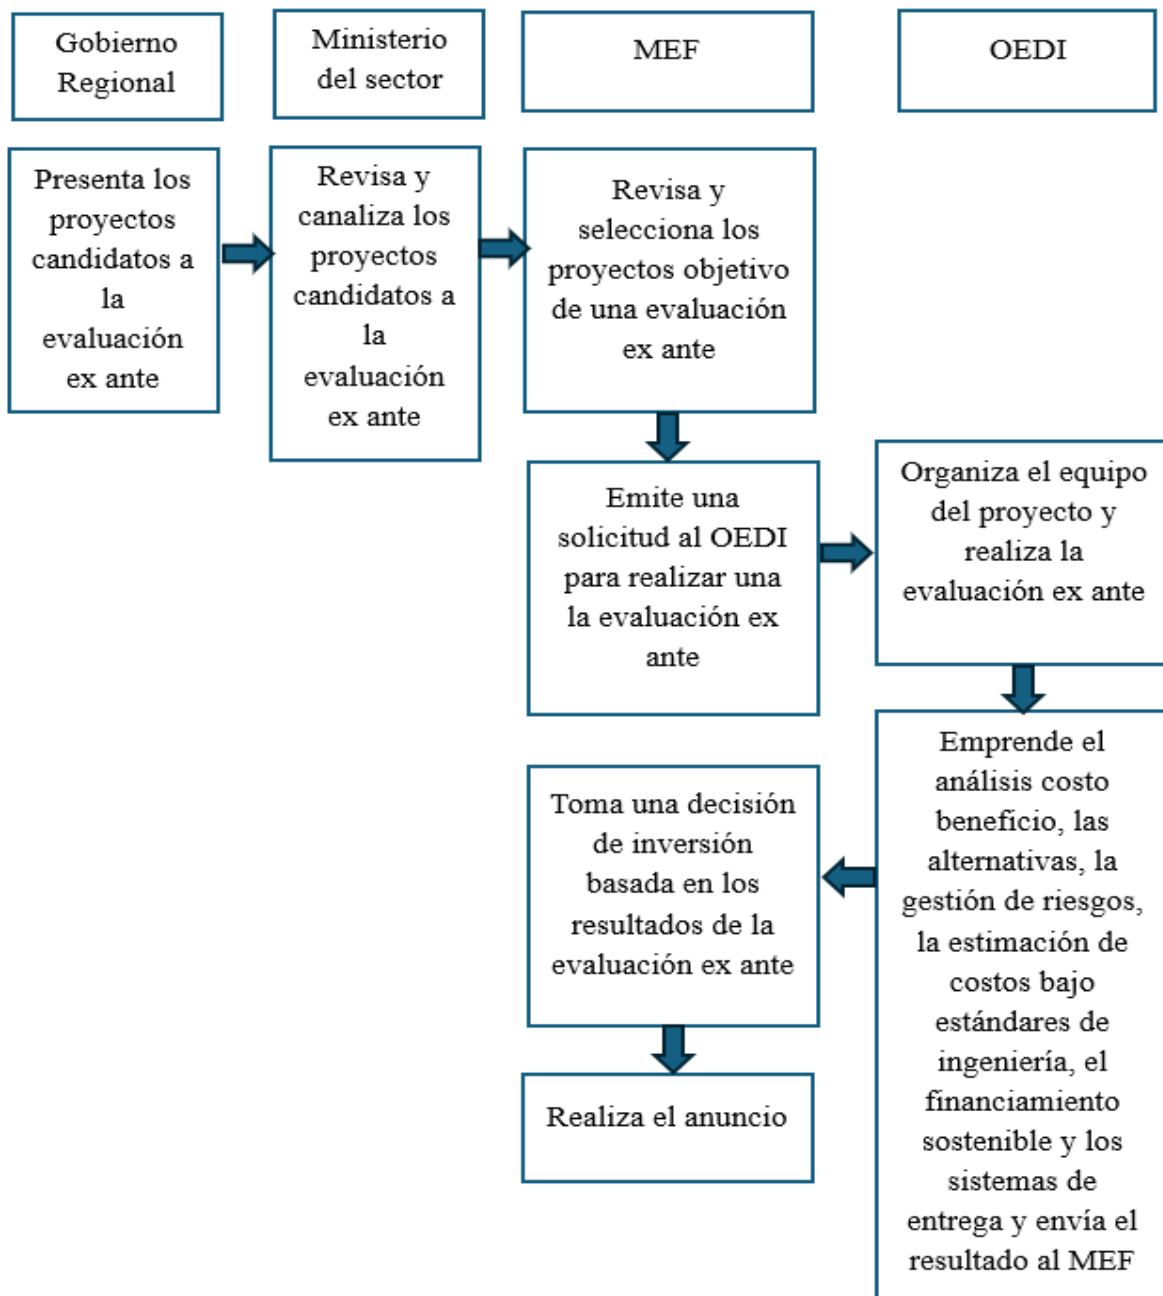 Gobierno
Regional
Ministerio
del sector
MEF
OEDI
Presenta los
proyectos
candidatos a
la
evaluación
ex ante
Revisa y
canaliza los
proyectos
candidatos a
la
evaluación
ex ante
Revisa y
selecciona los
proyectos objetivo
de una evaluación
ex ante
Emite una
solicitud al OEDI
para realizar una
la evaluación ex
ante
Organiza el equipo
del proyecto y
realiza la
evaluación ex ante
Emprende el
análisis costo
beneficio, las
alternativas, la
gestión de riesgos,
la estimación de
costos bajo
estándares de
ingeniería, el
financiamiento
sostenible y los
sistemas de
entrega y envía el
resultado al MEF
Toma una decisión
de inversión
basada en los
resultados de la
evaluación ex ante
Realiza el anuncio